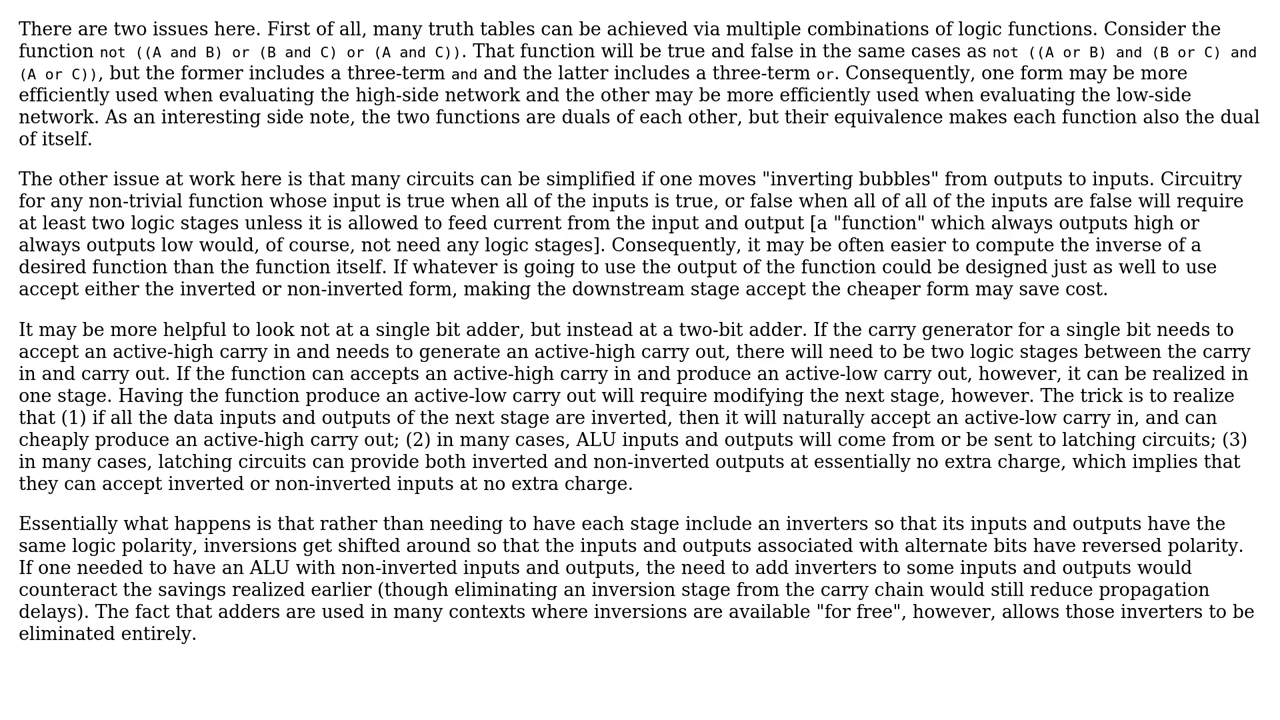 There are two issues here. First of all, many truth tables can be achieved via multiple combinations of logic functions. Consider the
function not ((A and B) or (B and C) or (A and C)). That function will be true and false in the same cases as not ((A or B) and (B or C) and
(A or C)), but the former includes a three-term and and the latter includes a three-term or. Consequently, one form may be more
efficiently used when evaluating the high-side network and the other may be more efficiently used when evaluating the low-side
network. As an interesting side note, the two functions are duals of each other, but their equivalence makes each function also the dual
of itself.
The other issue at work here is that many circuits can be simplified if one moves "inverting bubbles" from outputs to inputs. Circuitry
for any non-trivial function whose input is true when all of the inputs is true, or false when all of all of the inputs are false will require
at least two logic stages unless it is allowed to feed current from the input and output [a "function" which always outputs high or
always outputs low would, of course, not need any logic stages]. Consequently, it may be often easier to compute the inverse of a
desired function than the function itself. If whatever is going to use the output of the function could be designed just as well to use
accept either the inverted or non-inverted form, making the downstream stage accept the cheaper form may save cost.
It may be more helpful to look not at a single bit adder, but instead at a two-bit adder. If the carry generator for a single bit needs to
accept an active-high carry in and needs to generate an active-high carry out, there will need to be two logic stages between the carry
in and carry out. If the function can accepts an active-high carry in and produce an active-low carry out, however, it can be realized in
one stage. Having the function produce an active-low carry out will require modifying the next stage, however. The trick is to realize
that (1) if all the data inputs and outputs of the next stage are inverted, then it will naturally accept an active-low carry in, and can
cheaply produce an active-high carry out; (2) in many cases, ALU inputs and outputs will come from or be sent to latching circuits; (3)
in many cases, latching circuits can provide both inverted and non-inverted outputs at essentially no extra charge, which implies that
they can accept inverted or non-inverted inputs at no extra charge.
Essentially what happens is that rather than needing to have each stage include an inverters so that its inputs and outputs have the
same logic polarity, inversions get shifted around so that the inputs and outputs associated with alternate bits have reversed polarity.
If one needed to have an ALU with non-inverted inputs and outputs, the need to add inverters to some inputs and outputs would
counteract the savings realized earlier (though eliminating an inversion stage from the carry chain would still reduce propagation
delays). The fact that adders are used in many contexts where inversions are available "for free", however, allows those inverters to be
eliminated entirely.